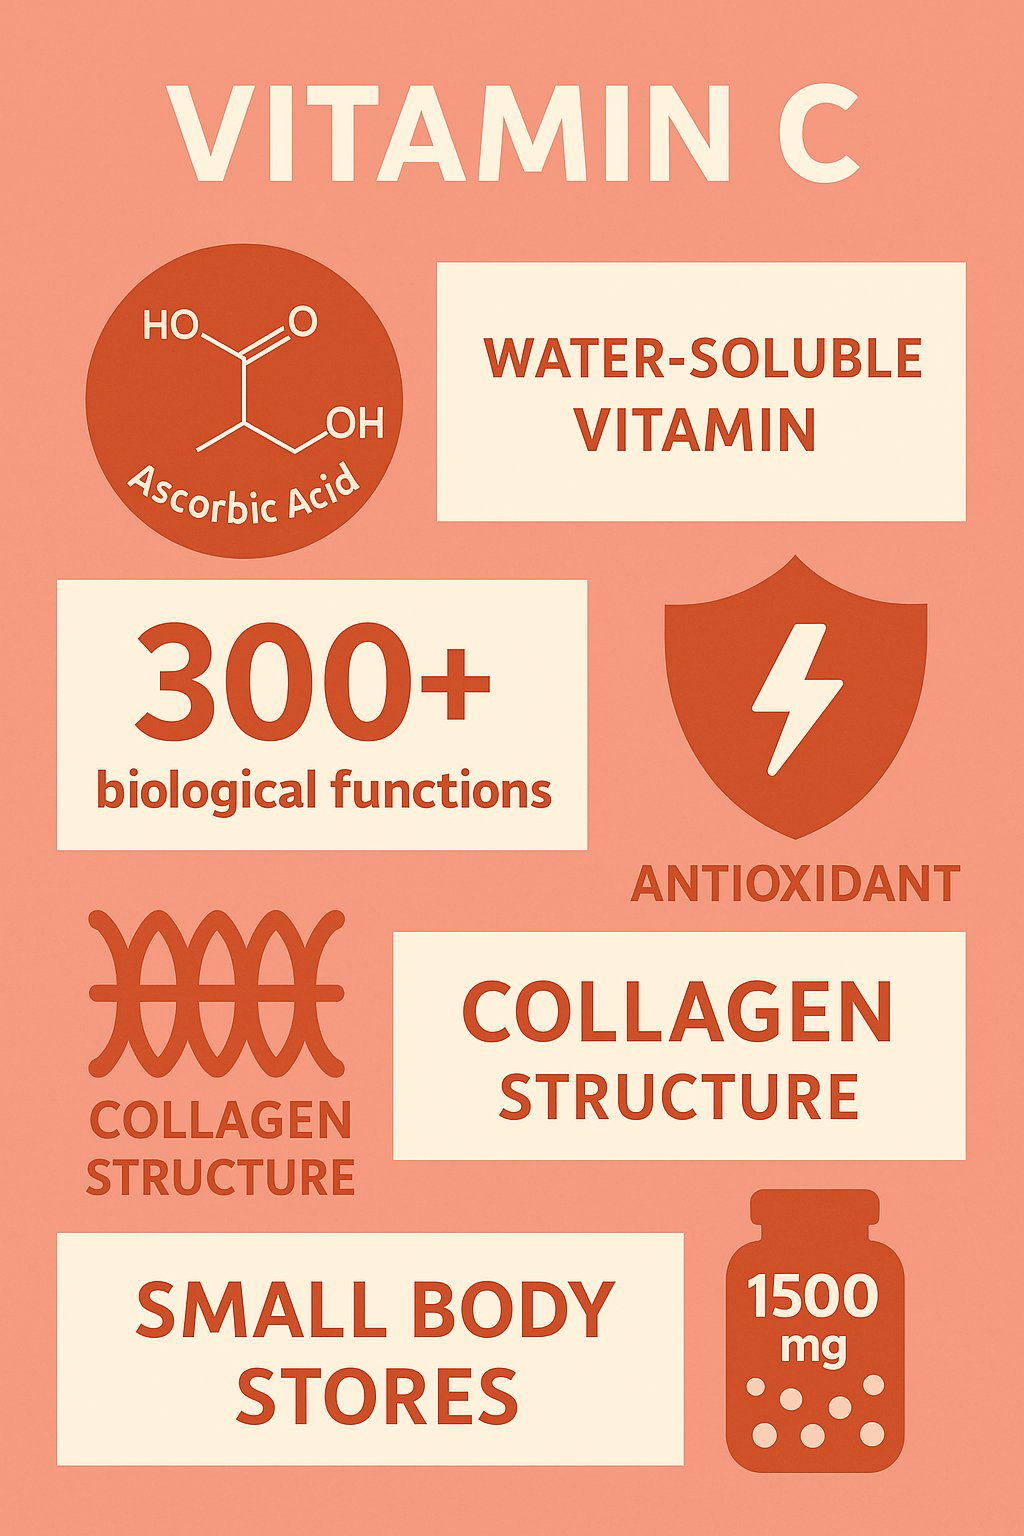 VITAMIN C
HO
O
OH
Ascorbic Acid
WATER-SOLUBLE
VITAMIN
300+
biological functions
ANTIOXIDANT
COLLAGEN
STRUCTURE
COLLAGEN
STRUCTURE
SMALL BODY
STORES
1500
mg